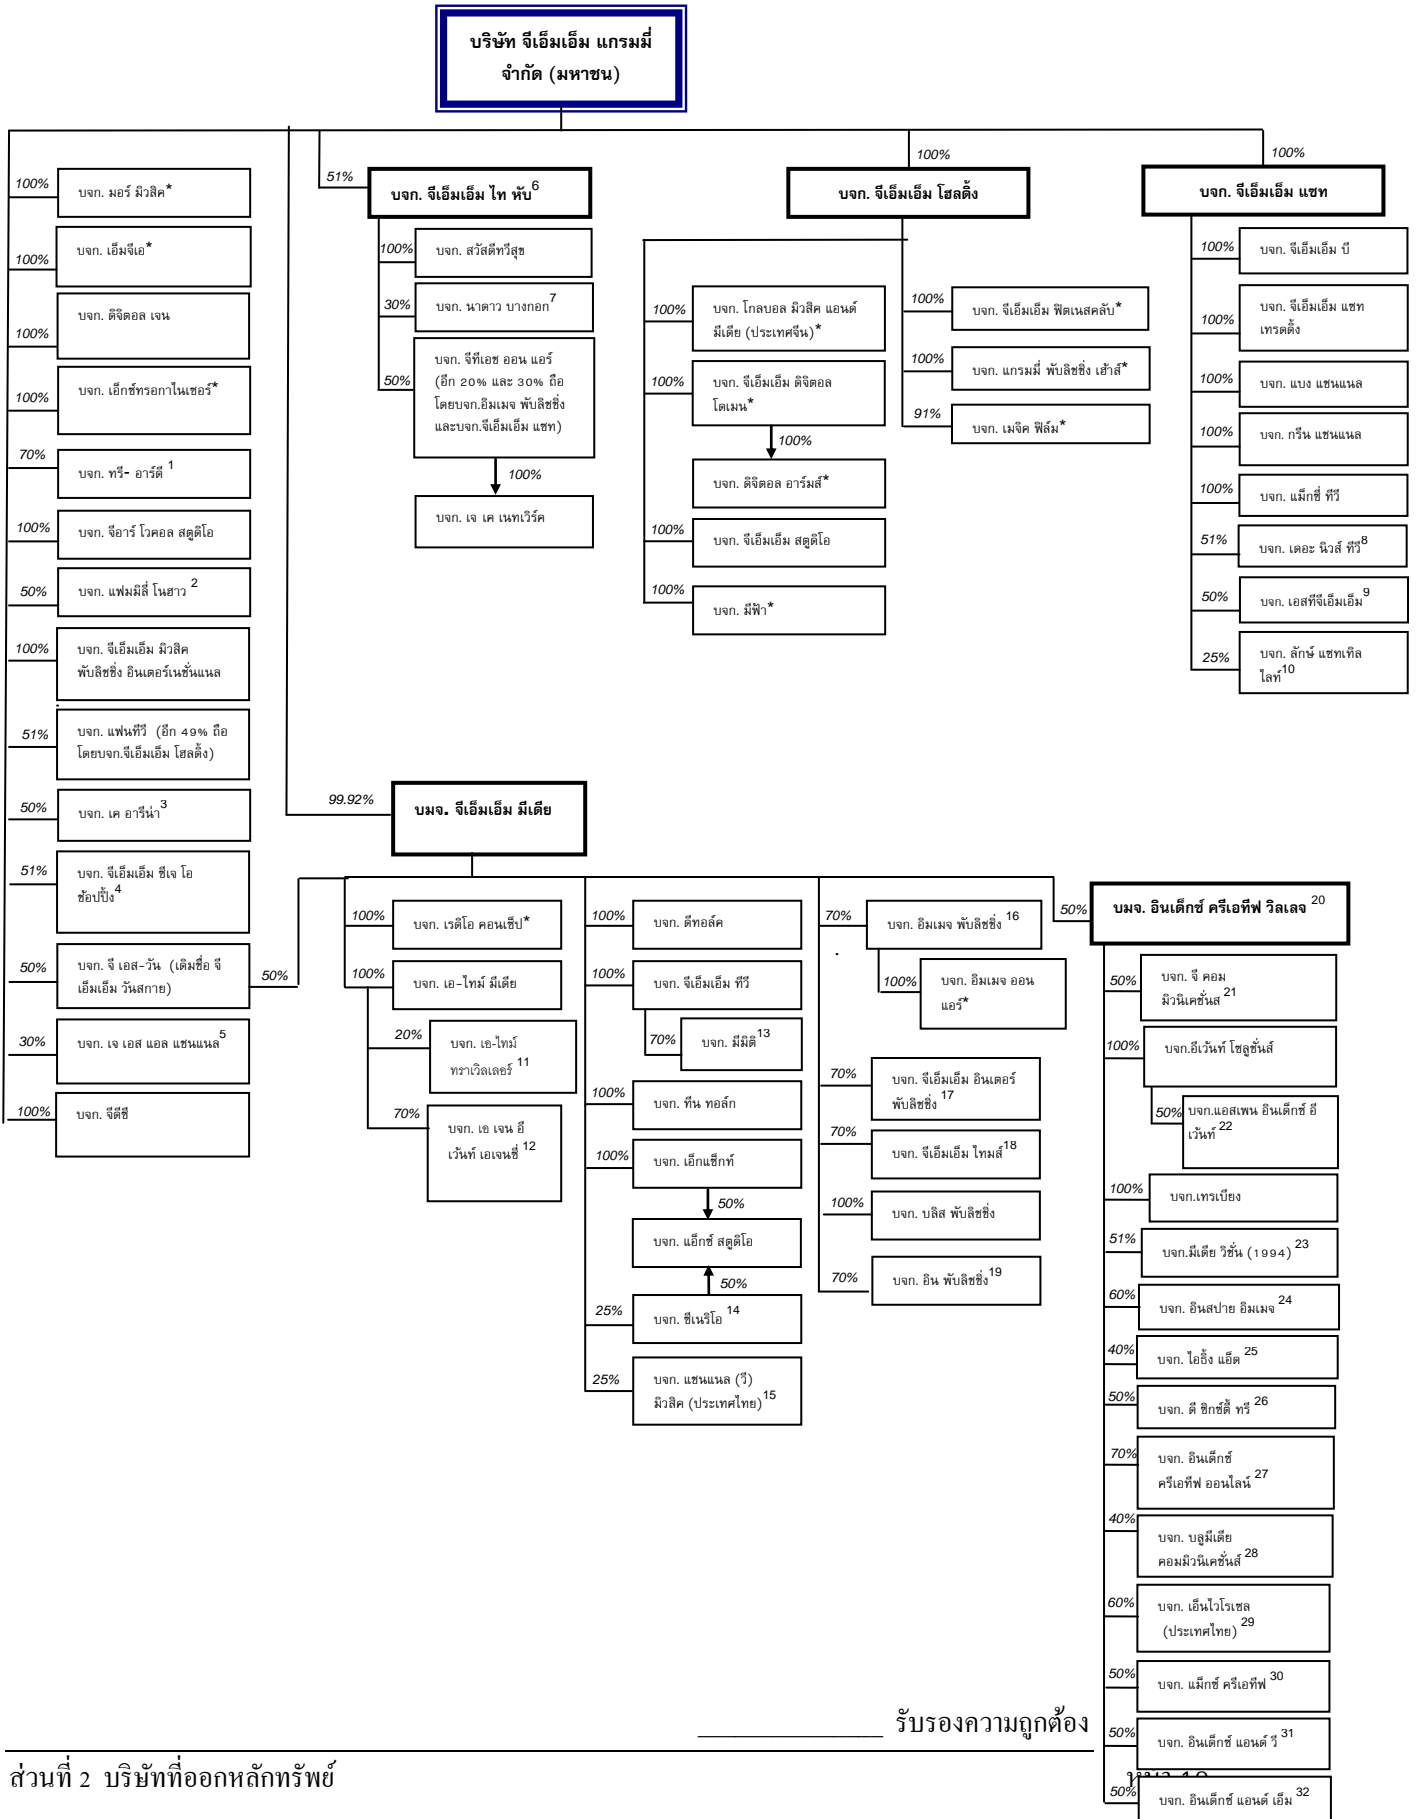 บริษัท จีเอ็มเอ็ม แกรมมี่
จำกัด (มหาชน)
100%
บจก. มอร์ มิวสิค*
100%
บจก. เอ็มจีเอ*
100%
บจก. ดิจิตอล เจน
100%
บจก. เอ็กซ์ทรอกาไนเซอร์*
70%
บจก. ทรี- อาร์ดี 1
100%
บจก. จีอาร์ โวคอล สตูดิโอ
50%
บจก. แฟมมิลี่ โนฮาว 2
100%
บจก. จีเอ็มเอ็ม มิวสิค
พับลิชชิ่ง อินเตอร์เนชั่นแนล
51%
บจก. แฟนทีวี (อีก 49% ถือ
โดยบจก.จีเอ็มเอ็ม โฮลดิ้ง)
50%
บจก. เค อารีน่า3
51%
บจก. จีเอ็มเอ็ม ซีเจ โอ
ช้อปปิ้ง4
50%
บจก. จี เอส-วัน (เดิมชื่อ จี
เอ็มเอ็ม วันสกาย)
50%
30%
บจก. เจ เอส แอล แชนแนล5
100%
บจก. จีดีซี
51%
บจก. จีเอ็มเอ็ม ไท หับ6
100%
บจก. สวัสดีทวีสุข
30%
บจก. นาดาว บางกอก7
50%
บจก. จีทีเอช ออน แอร์
(อีก 20% และ 30% ถือ
โดยบจก.อิมเมจ พับลิชชิ่ง
และบจก.จีเอ็มเอ็ม แซท)
100%
บจก. เจ เค เนทเวิร์ค
100%
บจก. จีเอ็มเอ็ม โฮลดิ้ง
100%
บจก. โกลบอล มิวสิค แอนด์
มีเดีย (ประเทศจีน)*
100%
บจก. จีเอ็มเอ็ม ดิจิตอล
โดเมน*
100%
บจก. ดิจิตอล อาร์มส์*
100%
บจก. จีเอ็มเอ็ม สตูดิโอ
100%
บจก. มีฟ้า*
100%
บจก. จีเอ็มเอ็ม ฟิตเนสคลับ*
100%
บจก. แกรมมี่ พับลิชชิ่ง เฮ้าส์*
91%
บจก. เมจิค ฟิล์ม*
100%
บจก. จีเอ็มเอ็ม แซท
100%
บจก. จีเอ็มเอ็ม บี
100%
บจก. จีเอ็มเอ็ม แซท
เทรดดิ้ง
100%
บจก. แบง แชนแนล
100%
บจก. กรีน แชนแนล
100%
บจก. แม็กซี่ ทีวี
51%
บจก. เดอะ นิวส์ ทีวี8
50%
บจก. เอสทีจีเอ็มเอ็ม9
25%
บจก. ลักษ์ แซทเทิล
ไลท์10
99.92%
บมจ. จีเอ็มเอ็ม มีเดีย
100%
บจก. เรดิโอ คอนเซ็ป*
100%
บจก. เอ-ไทม์ มีเดีย
20%
บจก. เอ-ไทม์
ทราเวิลเลอร์ 11
70%
บจก. เอ เจน อี
เว้นท์ เอเจนซี่ 12
100%
บจก. ดีทอล์ค
100%
บจก. จีเอ็มเอ็ม ทีวี
70%
บจก. มีมิติ13
100%
บจก. ทีน ทอล์ก
100%
บจก. เอ็กแซ็กท์
50%
บจก. แอ็กซ์ สตูดิโอ
50%
25%
บจก. ซีเนริโอ 14
25%
บจก. แชนแนล (วี)
มิวสิค (ประเทศไทย)15
70%
บจก. อิมเมจ พับลิชชิ่ง 16
100%
บจก. อิมเมจ ออน
แอร์*
70%
บจก. จีเอ็มเอ็ม อินเตอร์
พับลิชชิ่ง 17
70%
บจก. จีเอ็มเอ็ม ไทมส์18
100%
บจก. บลิส พับลิชชิ่ง
70%
บจก. อิน พับลิชชิ่ง19
50%
บมจ. อินเด็กซ์ ครีเอทีฟ วิลเลจ 20
50%
บจก. จี คอม
มิวนิเคชั่นส 21
100%
บจก.อีเว้นท์ โซลูชั่นส์
50%
บจก.แอสเพน อินเด็กซ์ อี
เว้นท์ 22
100%
บจก.เทรเบียง
51%
บจก.มีเดีย วิชั่น (1994) 23
60%
บจก. อินสปาย อิมเมจ 24
40%
บจก. ไอธิ้ง แอ็ด 25
50%
บจก. ดี ซิกซ์ตี้ ทรี 26
70%
บจก. อินเด็กซ์
ครีเอทีฟ ออนไลน์ 27
40%
บจก. บลูมีเดีย
คอมมิวนิเคชั่นส์ 28
60%
บจก. เอ็นไวโรเซล
(ประเทศไทย) 29
50%
บจก. แม็กซ์ ครีเอทีฟ 30
50%
บจก. อินเด็กซ์ แอนด์ วี 31
50%
บจก. อินเด็กซ์ แอนด์ เอ็ม 32
รับรองความถูกต้อง
ส่วนที่ 2 บริษัทที่ออกหลักทรัพย์